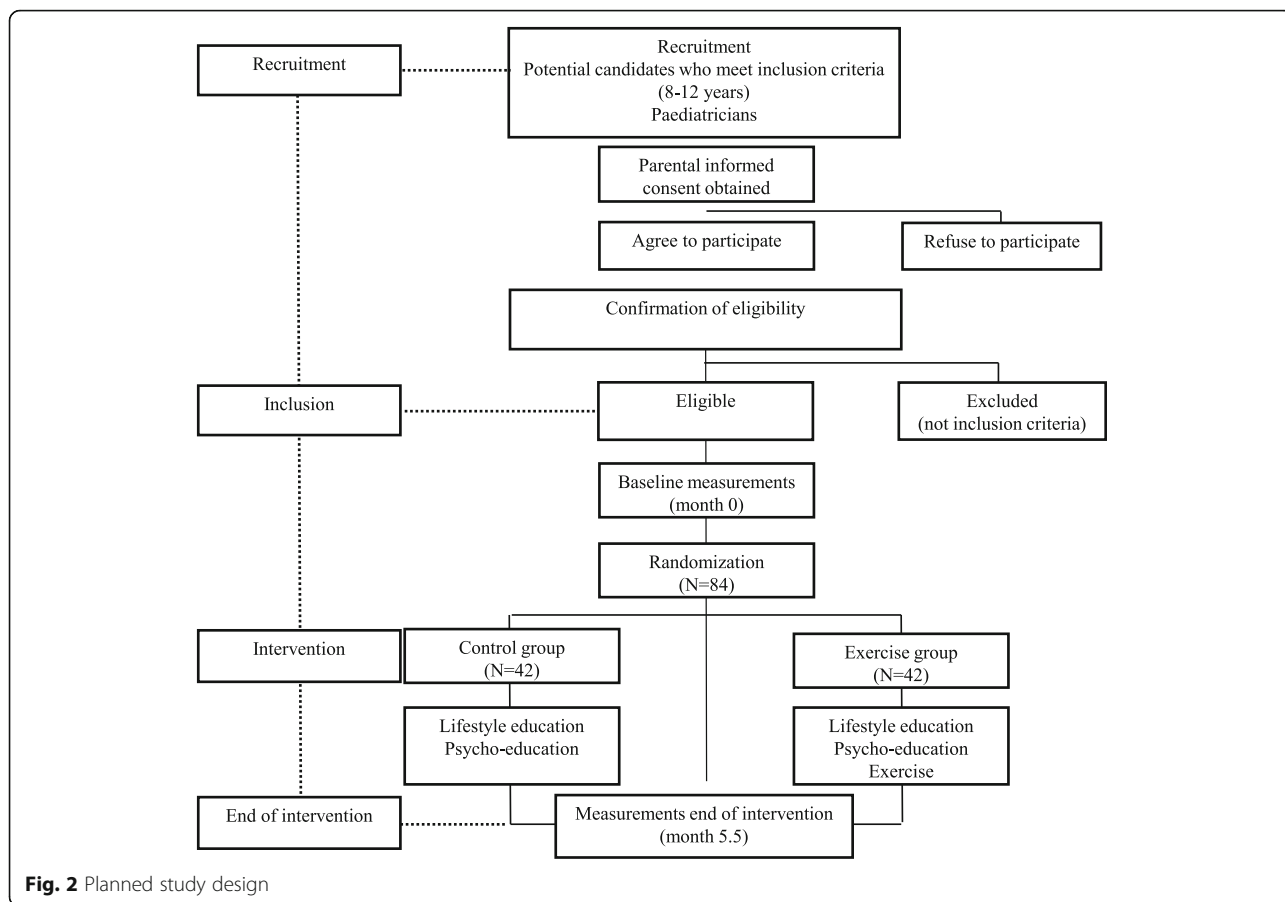 Recruitment
Recruitment
Potential candidates who meet inclusion criteria
(8-12 years)
Paediatricians
Parental informed
consent obtained
Agree to participate
Refuse to participate
Confirmation of eligibility
Inclusion
Eligible
Excluded
(not inclusion criteria)
Baseline measurements
(month 0)
Randomization
(N=84)
Intervention
Control group
(N=42)
Exercise group
(N=42)
Lifestyle education
Psycho-education
Lifestyle education
Psycho-education
Exercise
End of intervention
Measurements end of intervention
(month 5.5)
Fig. 2 Planned study design